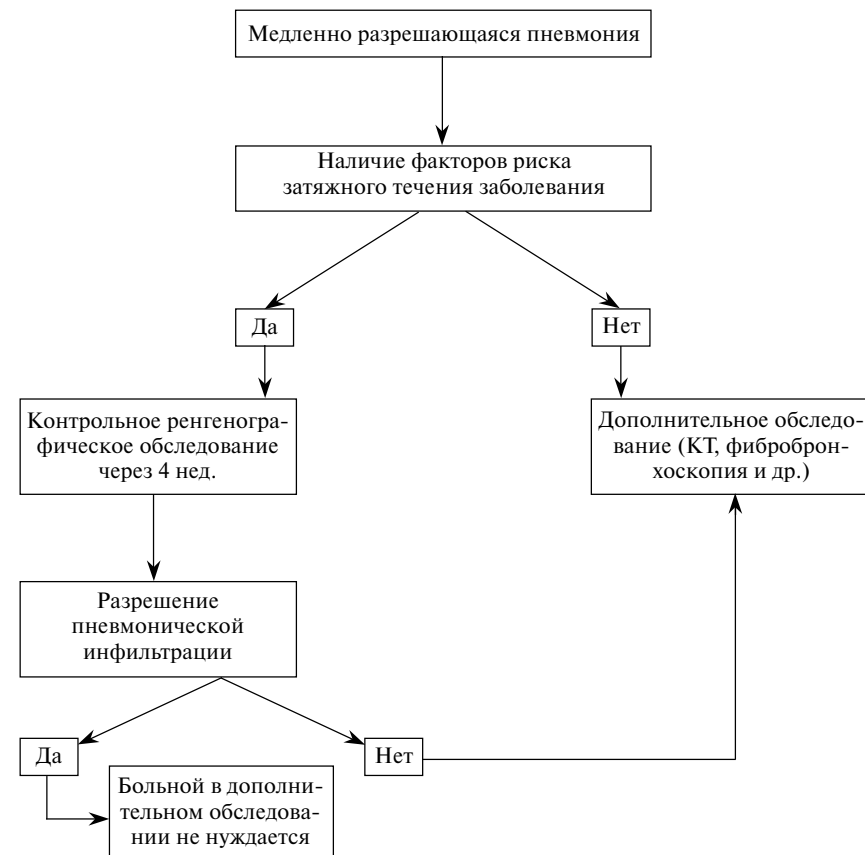 Медленно разрешающаяся пневмония
Наличие факторов риска
затяжного течения заболевания
Да
Нет
Контрольное ренгеногра-
фическое обследование
через 4 нед.
Дополнительное обследо-
вание (КТ, фиброброн-
хоскопия и др.)
Разрешение
пневмонической
инфильтрации
Да
Нет
Больной в дополни-
тельном обследова-
нии не нуждается